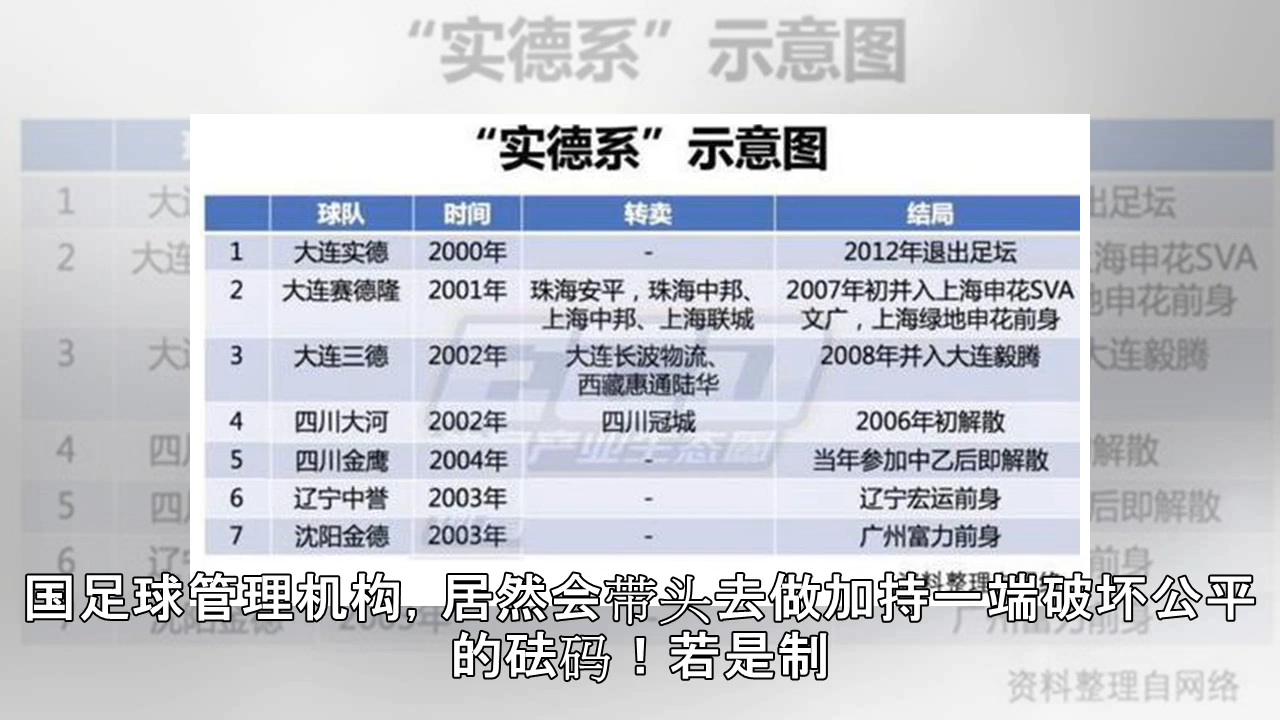 “实德系”示意图
“实德系”示意图
球队 时间 转卖 结局
1 大连实德 2000年 - 2012年退出足坛
2 大连赛德隆 2001年 珠海安平，珠海中邦、 2007年初并入上海申花SVA
上海中邦、上海联城 文广，上海绿地申花前身
3 大连三德 2002年 大连长波物流、 2008年并入大连毅腾
西藏惠通陆华
4 四川大河 2002年 四川冠城 2006年初解散
5 四川金鹰 2004年 - 当年参加中乙后即解散
6 辽宁中誉 2003年 - 辽宁宏运前身
7 沈阳金德 2003年 - 广州富力前身
国足球管理机构，居然会带头去做加持一端破坏公平
的砝码！若是制
资料整理自网络